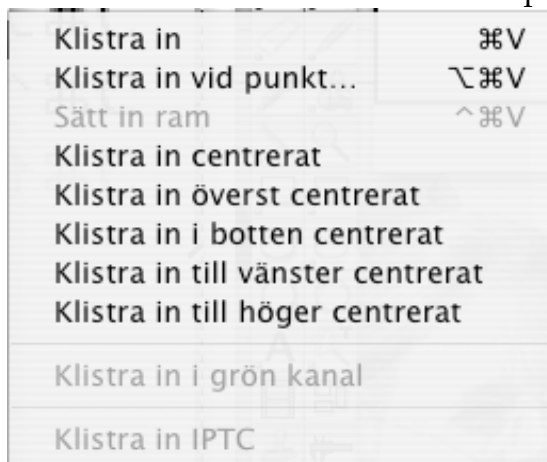 Klistra in ⌘V
Klistra in vid punkt... ⌥⌘V
Sätt in ram ^⌘V
Klistra in centrerat
Klistra in överst centrerat
Klistra in i botten centrerat
Klistra in till vänster centrerat
Klistra in till höger centrerat
Klistra in i grön kanal
Klistra in IPTC